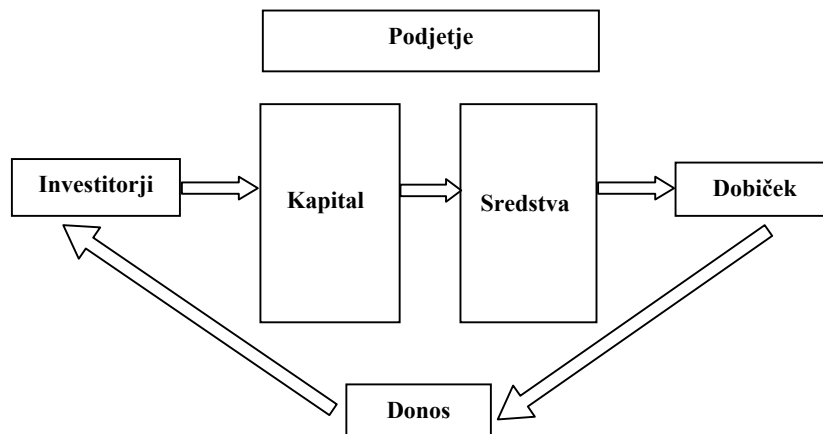 Podjetje
Investitorji
Kapital
Sredstva
Dobiček
Donos